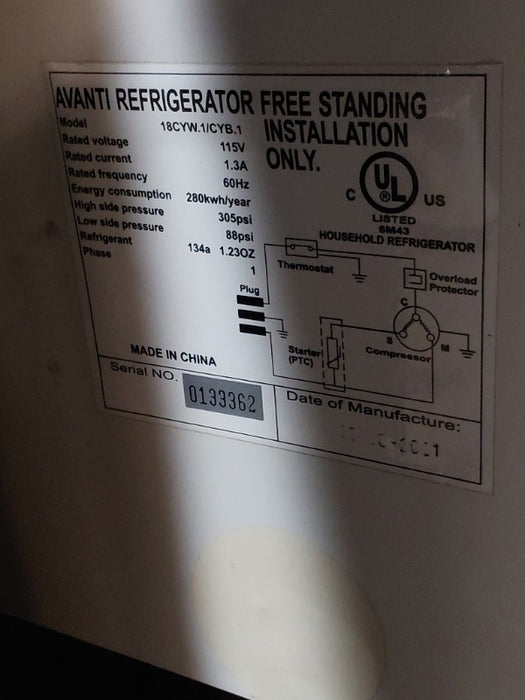 AVANTI REFRIGERATOR FREE STANDING
INSTALLATION
ONLY.
Model 18CYW.1/CYB.1
Rated voltage 115V
Rated current 1.3A
Rated frequency 60Hz
Energy consumption 280kwh/year
High side pressure 305psi
Low side pressure 88psi
Refrigerant 134a 1.23OZ
Phase 1
C UL ® US
LISTED
6M43
HOUSEHOLD REFRIGERATOR
Thermostat
Overload
Protector
Plug
C
S
M
Compressor
Starter
(PTC)
MADE IN CHINA
Serial NO. 0133362
Date of Manufacture: